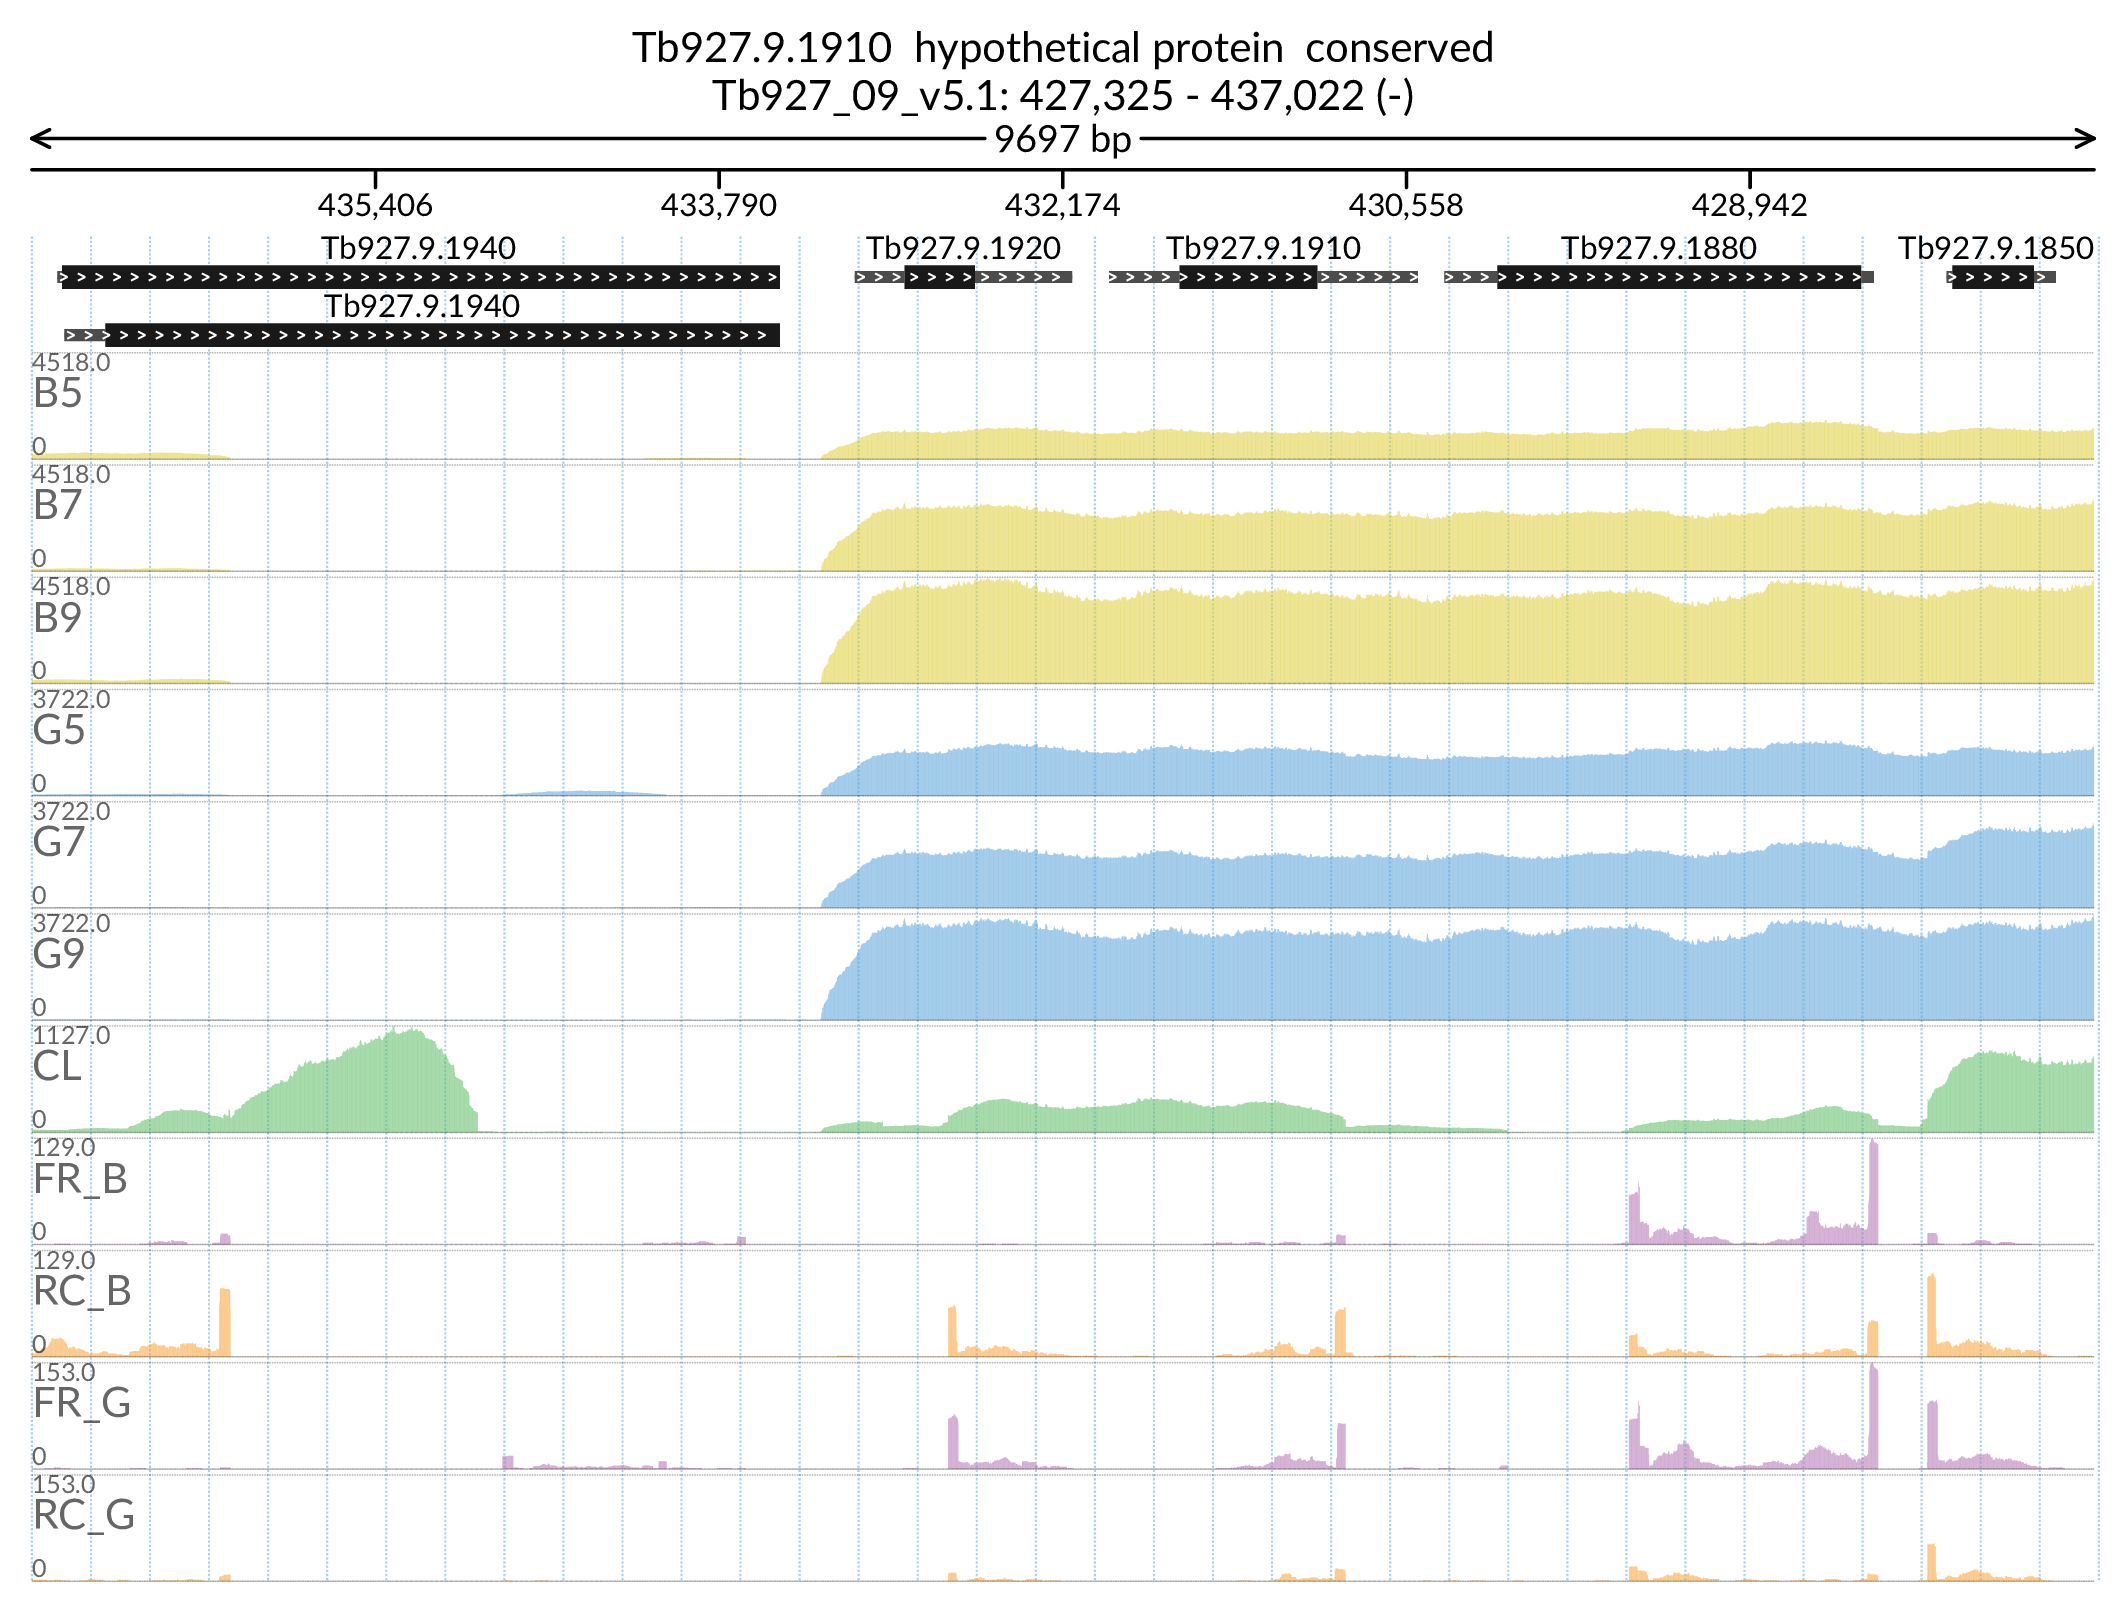 Tb927.9.1910  hypothetical protein  conserved
Tb927_09_v5.1: 427,325 - 437,022 (-)
9697 bp
435,406 433,790 432,174 430,558 428,942
Tb927.9.1940 Tb927.9.1920 Tb927.9.1910 Tb927.9.1880 Tb927.9.1850
Tb927.9.1940
4518.0
B5
0
4518.0
B7
0
4518.0
B9
0
3722.0
G5
0
3722.0
G7
0
3722.0
G9
0
1127.0
CL
0
129.0
FR_B
0
129.0
RC_B
0
153.0
FR_G
0
153.0
RC_G
0